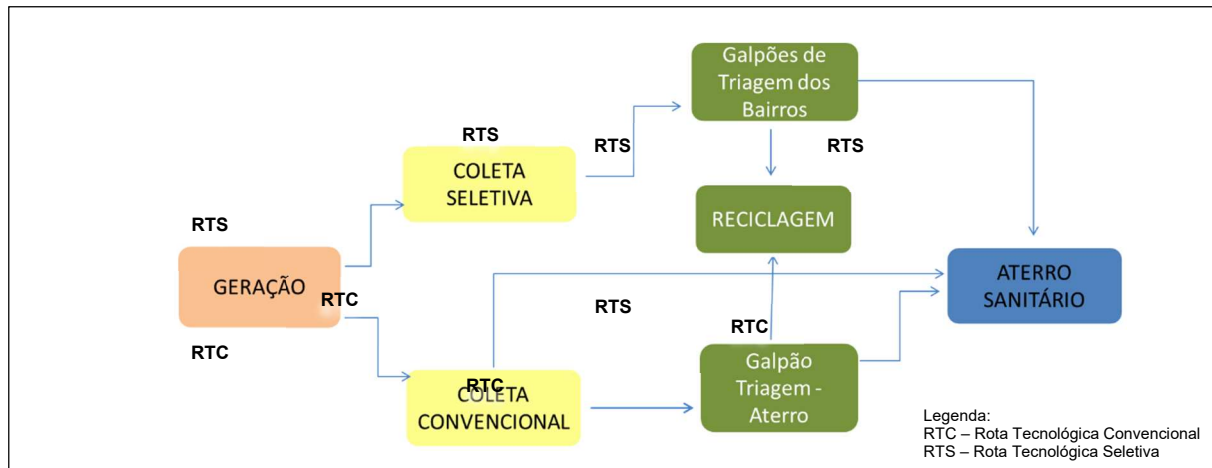 Galpões de
Triagem dos
Bairros
RTS
RTS
RTS
COLETA
SELETIVA
RTS
RECICLAGEM
GERAÇÃO
RTC
ATERRO
SANITÁRIO
RTS
RTC
RTC
RTC
COLETA
CONVENCIONAL
Galpão
Triagem -
Aterro
Legenda:
RTC – Rota Tecnológica Convencional
RTS – Rota Tecnológica Seletiva